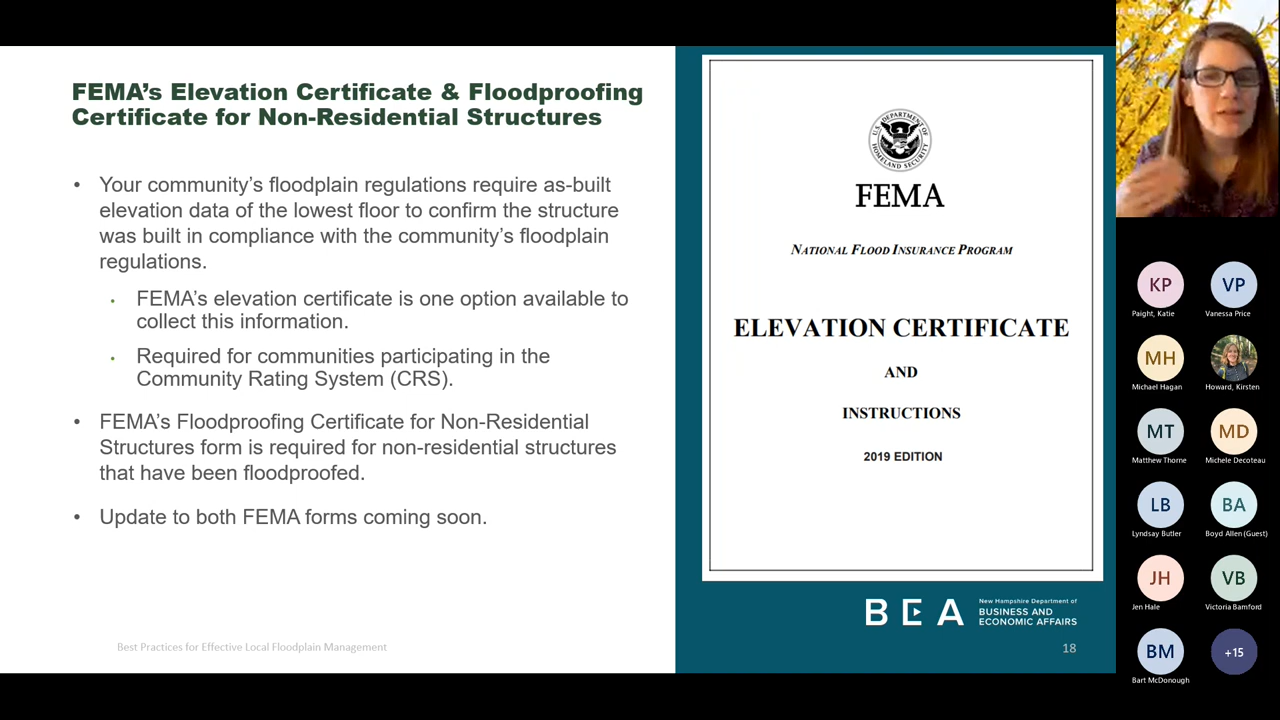 FEMA's Elevation Certificate & Floodproofing
Certificate for Non-Residential Structures
• Your community's floodplain regulations require as-built
elevation data of the lowest floor to confirm the structure
was built in compliance with the community's floodplain
regulations.
• FEMA's elevation certificate is one option available to
collect this information.
• Required for communities participating in the
Community Rating System (CRS).
• FEMA's Floodproofing Certificate for Non-Residential
Structures form is required for non-residential structures
that have been floodproofed.
• Update to both FEMA forms coming soon.
Best Practices for Effective Local Floodplain Management
U.S. DEPARTMENT OF
HOMELAND SECURITY
FEMA
NATIONAL FLOOD INSURANCE PROGRAM
ELEVATION CERTIFICATE
AND
INSTRUCTIONS
2019 EDITION
BEA
New Hampshire Department of
BUSINESS AND
ECONOMIC AFFAIRS
18
KP
Paight, Katie
VP
Vanessa Price
MH
Michael Hagan
Howard, Kirsten
MT
Matthew Thorne
MD
Michele Decoteau
LB
Lyndsay Butler
BA
Boyd Allen (Guest)
JH
Jen Hale
VB
Victoria Bamford
BM
Bart McDonough
+15